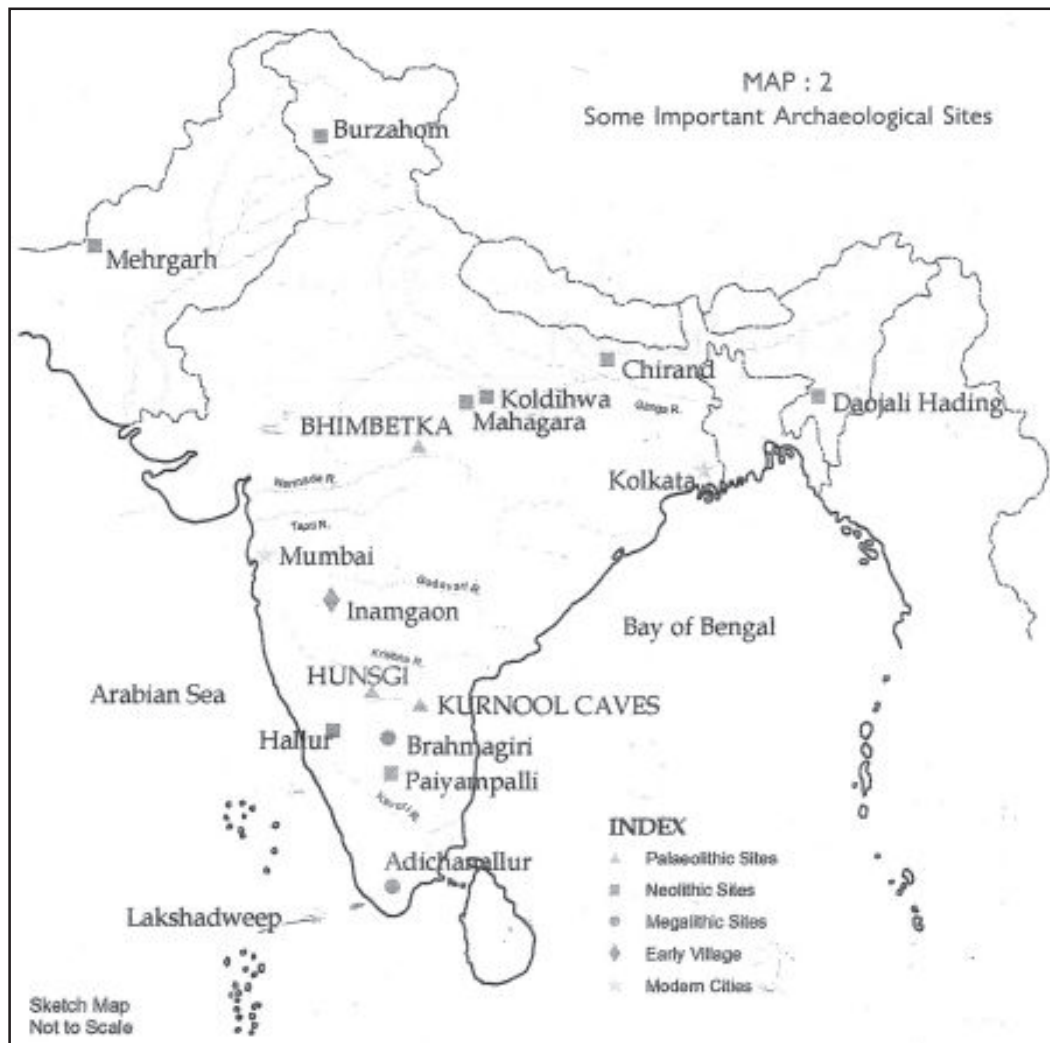 MAP : 2
Some Important Archaeological Sites
Burzahom
Mehrgarh
Chirand
Koldihwa
Mahagara
Ganga R.
Daojali Hading
BHIMBETKA
Kolkata
Narmada R.
Tapti R.
Mumbai
Godavari R.
Inamgaon
Bay of Bengal
Krishna R.
HUNSGI
Arabian Sea
KURNOOL CAVES
Hallur
Brahmagiri
Paiyampalli
Kaveri R.
INDEX
Palaeolithic Sites
Neolithic Sites
Megalithic Sites
Early Village
Modern Cities
Adichanallur
Lakshadweep
Sketch Map
Not to Scale